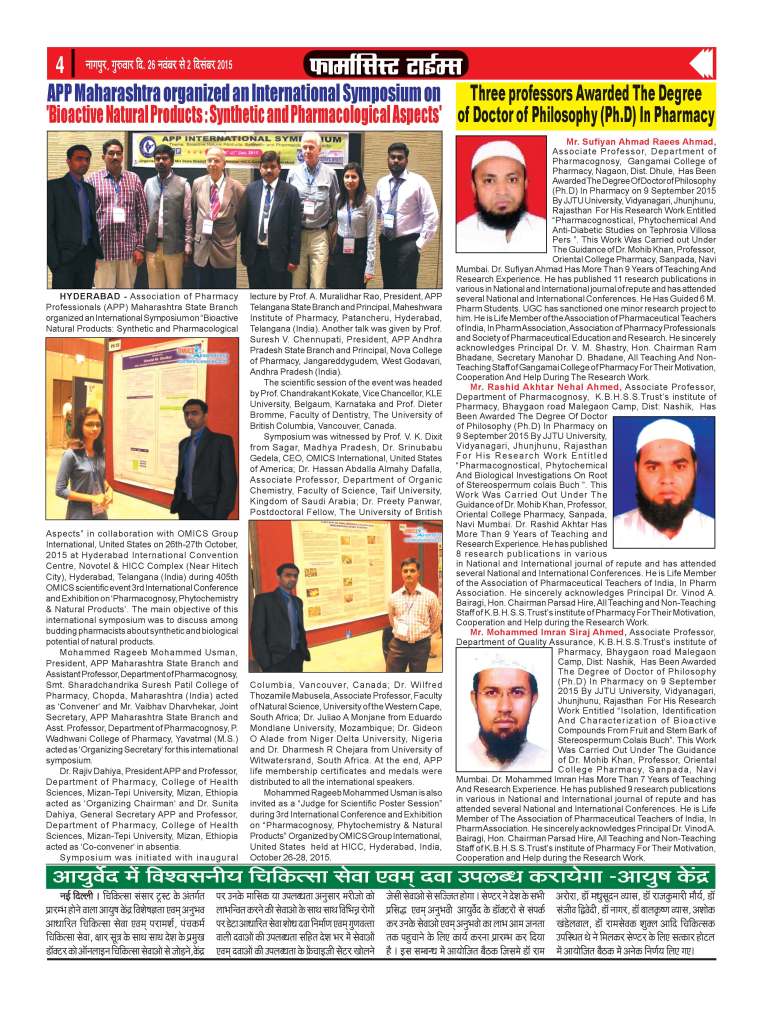 4
नागपुर, गुरुवार दि. 26 नवंबर से 2 दिसंबर 2015
फार्मासिस्ट टाईम्स
APP Maharashtra organized an International Symposium on
'Bioactive Natural Products : Synthetic and Pharmacological Aspects'
APP INTERNATIONAL SYMPOSIUM
HYDERABAD - Association of Pharmacy
Professionals (APP) Maharashtra State Branch
organized an International Symposium on “Bioactive
Natural Products: Synthetic and Pharmacological
Aspects” in collaboration with OMICS Group
International, United States on 26th-27th October,
2015 at Hyderabad International Convention
Centre, Novotel & HICC Complex (Near Hitech
City), Hyderabad, Telangana (India) during 405th
OMICS scientific event 3rd International Conference
and Exhibition on ‘Pharmacognosy, Phytochemistry
& Natural Products’. The main objective of this
international symposium was to discuss among
budding pharmacists about synthetic and biological
potential of natural products.
Mohammed Rageeb Mohammed Usman,
President, APP Maharashtra State Branch and
Assistant Professor, Department of Pharmacognosy,
Smt. Sharadchandrika Suresh Patil College of
Pharmacy, Chopda, Maharashtra (India) acted
as ‘Convener’ and Mr. Vaibhav Dharvhekar, Joint
Secretary, APP Maharashtra State Branch and
Asst. Professor, Department of Pharmacognosy, P.
Wadhwani College of Pharmacy, Yavatmal (M.S.)
acted as ‘Organizing Secretary’ for this international
symposium.
Dr. Rajiv Dahiya, President APP and Professor,
Department of Pharmacy, College of Health
Sciences, Mizan-Tepi University, Mizan, Ethiopia
acted as ‘Organizing Chairman’ and Dr. Sunita
Dahiya, General Secretary APP and Professor,
Department of Pharmacy, College of Health
Sciences, Mizan-Tepi University, Mizan, Ethiopia
acted as ‘Co-convener’ in absentia.
Symposium was initiated with inaugural
lecture by Prof. A. Muralidhar Rao, President, APP
Telangana State Branch and Principal, Maheshwara
Institute of Pharmacy, Patancheru, Hyderabad,
Telangana (India). Another talk was given by Prof.
Suresh V. Chennupati, President, APP Andhra
Pradesh State Branch and Principal, Nova College
of Pharmacy, Jangareddygudem, West Godavari,
Andhra Pradesh (India).
The scientific session of the event was headed
by Prof. Chandrakant Kokate, Vice Chancellor, KLE
University, Belgaum, Karnataka and Prof. Dieter
Bromme, Faculty of Dentistry, The University of
British Columbia, Vancouver, Canada.
Symposium was witnessed by Prof. V. K. Dixit
from Sagar, Madhya Pradesh, Dr. Srinubabu
Gedela, CEO, OMICS International, United States
of America; Dr. Hassan Abdalla Almahy Dafalla,
Associate Professor, Department of Organic
Chemistry, Faculty of Science, Taif University,
Kingdom of Saudi Arabia; Dr. Preety Panwar,
Postdoctoral Fellow, The University of British
Columbia, Vancouver, Canada; Dr. Wilfred
Thozamile Mabusela, Associate Professor, Faculty
of Natural Science, University of the Western Cape,
South Africa; Dr. Juliao A Monjane from Eduardo
Mondlane University, Mozambique; Dr. Gideon
O Alade from Niger Delta University, Nigeria
and Dr. Dharmesh R Chejara from University of
Witwatersrand, South Africa. At the end, APP
life membership certificates and medals were
distributed to all the international speakers.
Mohammed Rageeb Mohammed Usman is also
invited as a “Judge for Scientific Poster Session”
during 3rd International Conference and Exhibition
on “Pharmacognosy, Phytochemistry & Natural
Products” Organized by OMICS Group International,
United States held at HICC, Hyderabad, India,
October 26-28, 2015.
Three professors Awarded The Degree
of Doctor of Philosophy (Ph.D) In Pharmacy
Mr. Sufiyan Ahmad Raees Ahmad,
Associate Professor, Department of
Pharmacognosy, Gangamai College of
Pharmacy, Nagaon, Dist. Dhule, Has Been
Awarded The Degree Of Doctor of Philosophy
(Ph.D) In Pharmacy on 9 September 2015
By JJTU University, Vidyanagari, Jhunjhunu,
Rajasthan For His Research Work Entitled
“Pharmacognostical, Phytochemical And
Anti-Diabetic Studies on Tephrosia Villosa
Pers ”. This Work Was Carried out Under
The Guidance of Dr. Mohib Khan, Professor,
Oriental College Pharmacy, Sanpada, Navi
Mumbai. Dr. Sufiyan Ahmad Has More Than 9 Years of Teaching And
Research Experience. He has published 11 research publications in
various in National and International journal of repute and has attended
several National and International Conferences. He Has Guided 6 M.
Pharm Students. UGC has sanctioned one minor research project to
him. He is Life Member of the Association of Pharmaceutical Teachers
of India, In Pharm Association, Association of Pharmacy Professionals
and Society of Pharmaceutical Education and Research. He sincerely
acknowledges Principal Dr. V. M. Shastry, Hon. Chairman Ram
Bhadane, Secretary Manohar D. Bhadane, All Teaching And Non-
Teaching Staff of Gangamai College of Pharmacy For Their Motivation,
Cooperation And Help During The Research Work.
Mr. Rashid Akhtar Nehal Ahmed, Associate Professor,
Department of Pharmacognosy, K.B.H.S.S.Trust’s institute of
Pharmacy, Bhaygaon road Malegaon Camp, Dist: Nashik, Has
Been Awarded The Degree Of Doctor
of Philosophy (Ph.D) In Pharmacy on
9 September 2015 By JJTU University,
Vidyanagari, Jhunjhunu, Rajasthan
For His Research Work Entitled
“Pharmacognostical, Phytochemical
And Biological Investigations On Root
of Stereospermum colais Buch ”. This
Work Was Carried Out Under The
Guidance of Dr. Mohib Khan, Professor,
Oriental College Pharmacy, Sanpada,
Navi Mumbai. Dr. Rashid Akhtar Has
More Than 9 Years of Teaching and
Research Experience. He has published
8 research publications in various
in National and International journal of repute and has attended
several National and International Conferences. He is Life Member
of the Association of Pharmaceutical Teachers of India, In Pharm
Association. He sincerely acknowledges Principal Dr. Vinod A.
Bairagi, Hon. Chairman Parsad Hire, All Teaching and Non-Teaching
Staff of K.B.H.S.S.Trust’s institute of Pharmacy For Their Motivation,
Cooperation and Help during the Research Work.
Mr. Mohammed Imran Siraj Ahmed, Associate Professor,
Department of Quality Assurance, K.B.H.S.S.Trust’s institute of
Pharmacy, Bhaygaon road Malegaon
Camp, Dist: Nashik, Has Been Awarded
The Degree of Doctor of Philosophy
(Ph.D) In Pharmacy on 9 September
2015 By JJTU University, Vidyanagari,
Jhunjhunu, Rajasthan For His Research
Work Entitled “Isolation, Identification
And Characterization of Bioactive
Compounds From Fruit and Stem Bark of
Stereospermum Colais Buch”. This Work
Was Carried Out Under The Guidance
of Dr. Mohib Khan, Professor, Oriental
College Pharmacy, Sanpada, Navi
Mumbai. Dr. Mohammed Imran Has More Than 7 Years of Teaching
And Research Experience. He has published 9 research publications
in various in National and International journal of repute and has
attended several National and International Conferences. He is Life
Member of The Association of Pharmaceutical Teachers of India, In
Pharm Association. He sincerely acknowledges Principal Dr. Vinod A.
Bairagi, Hon. Chairman Parasad Hire, All Teaching and Non-Teaching
Staff of K.B.H.S.S.Trust’s institute of Pharmacy For Their Motivation,
Cooperation and Help during the Research Work.
आयुर्वेद में विश्वसनीय चिकित्सा सेवा एवम् दवा उपलब्ध करायेगा -आयुष केंद्र
नई दिल्ली । चिकित्सा संसार ट्रस्ट के अंतर्गत
प्रारम्भ होने वाला आयुष केंद्र विशेषज्ञता एवम् अनुभव
आधारित चिकित्सा सेवा एवम् परामर्श, पंचकर्म
चिकित्सा सेवा, क्षार सूत्र के साथ साथ देश के प्रमुख
डॉक्टर को ऑनलाइन चिकित्सा सेवाओ से जोड़ने,केंद्र
पर उनके मासिक या उपलब्धता अनुसार मरीजो को
लाभन्वित करने की सेवाओ के साथ साथ विभिन्न रोगो
पर डेटा आधारित सेवा शोध दवा निर्माण एवम् गुणवत्ता
वाली दवाओं की उपलब्धता सहित देश भर में सेवाओ
एवम् दवाओं की उपलब्धता के फ्रेंचाइजी सेटर खोलने
जेसी सेवाओ से सज्जित होगा । सेण्टर ने देश के सभी
प्रसिद्ध एवम् अनुभवी आयुर्वेद के डॉक्टरों से संपर्क
कर उनके सेवाओ एवम् अनुभवो का लाभ आम जनता
तक पहुचाने के लिए कार्य करना प्रारम्भ कर दिया
है । इस सम्बन्ध में आयोजित बैठक जिसमे डॉ राम
अरोरा, डॉ मधुसूदन व्यास, डॉ राजकुमारी मौर्य, डॉ
संजीव द्विवेदी, डॉ नागर, डॉ बालकृष्ण व्यास, अशोक
खंडेलवाल, डॉ रामसेवक शुक्ल आदि चिकित्सक
उपस्थित थे ने मिलकर सेण्टर के लिए सत्कार होटल
में आयोजित बैठक में अनेक निर्णय लिए गए।